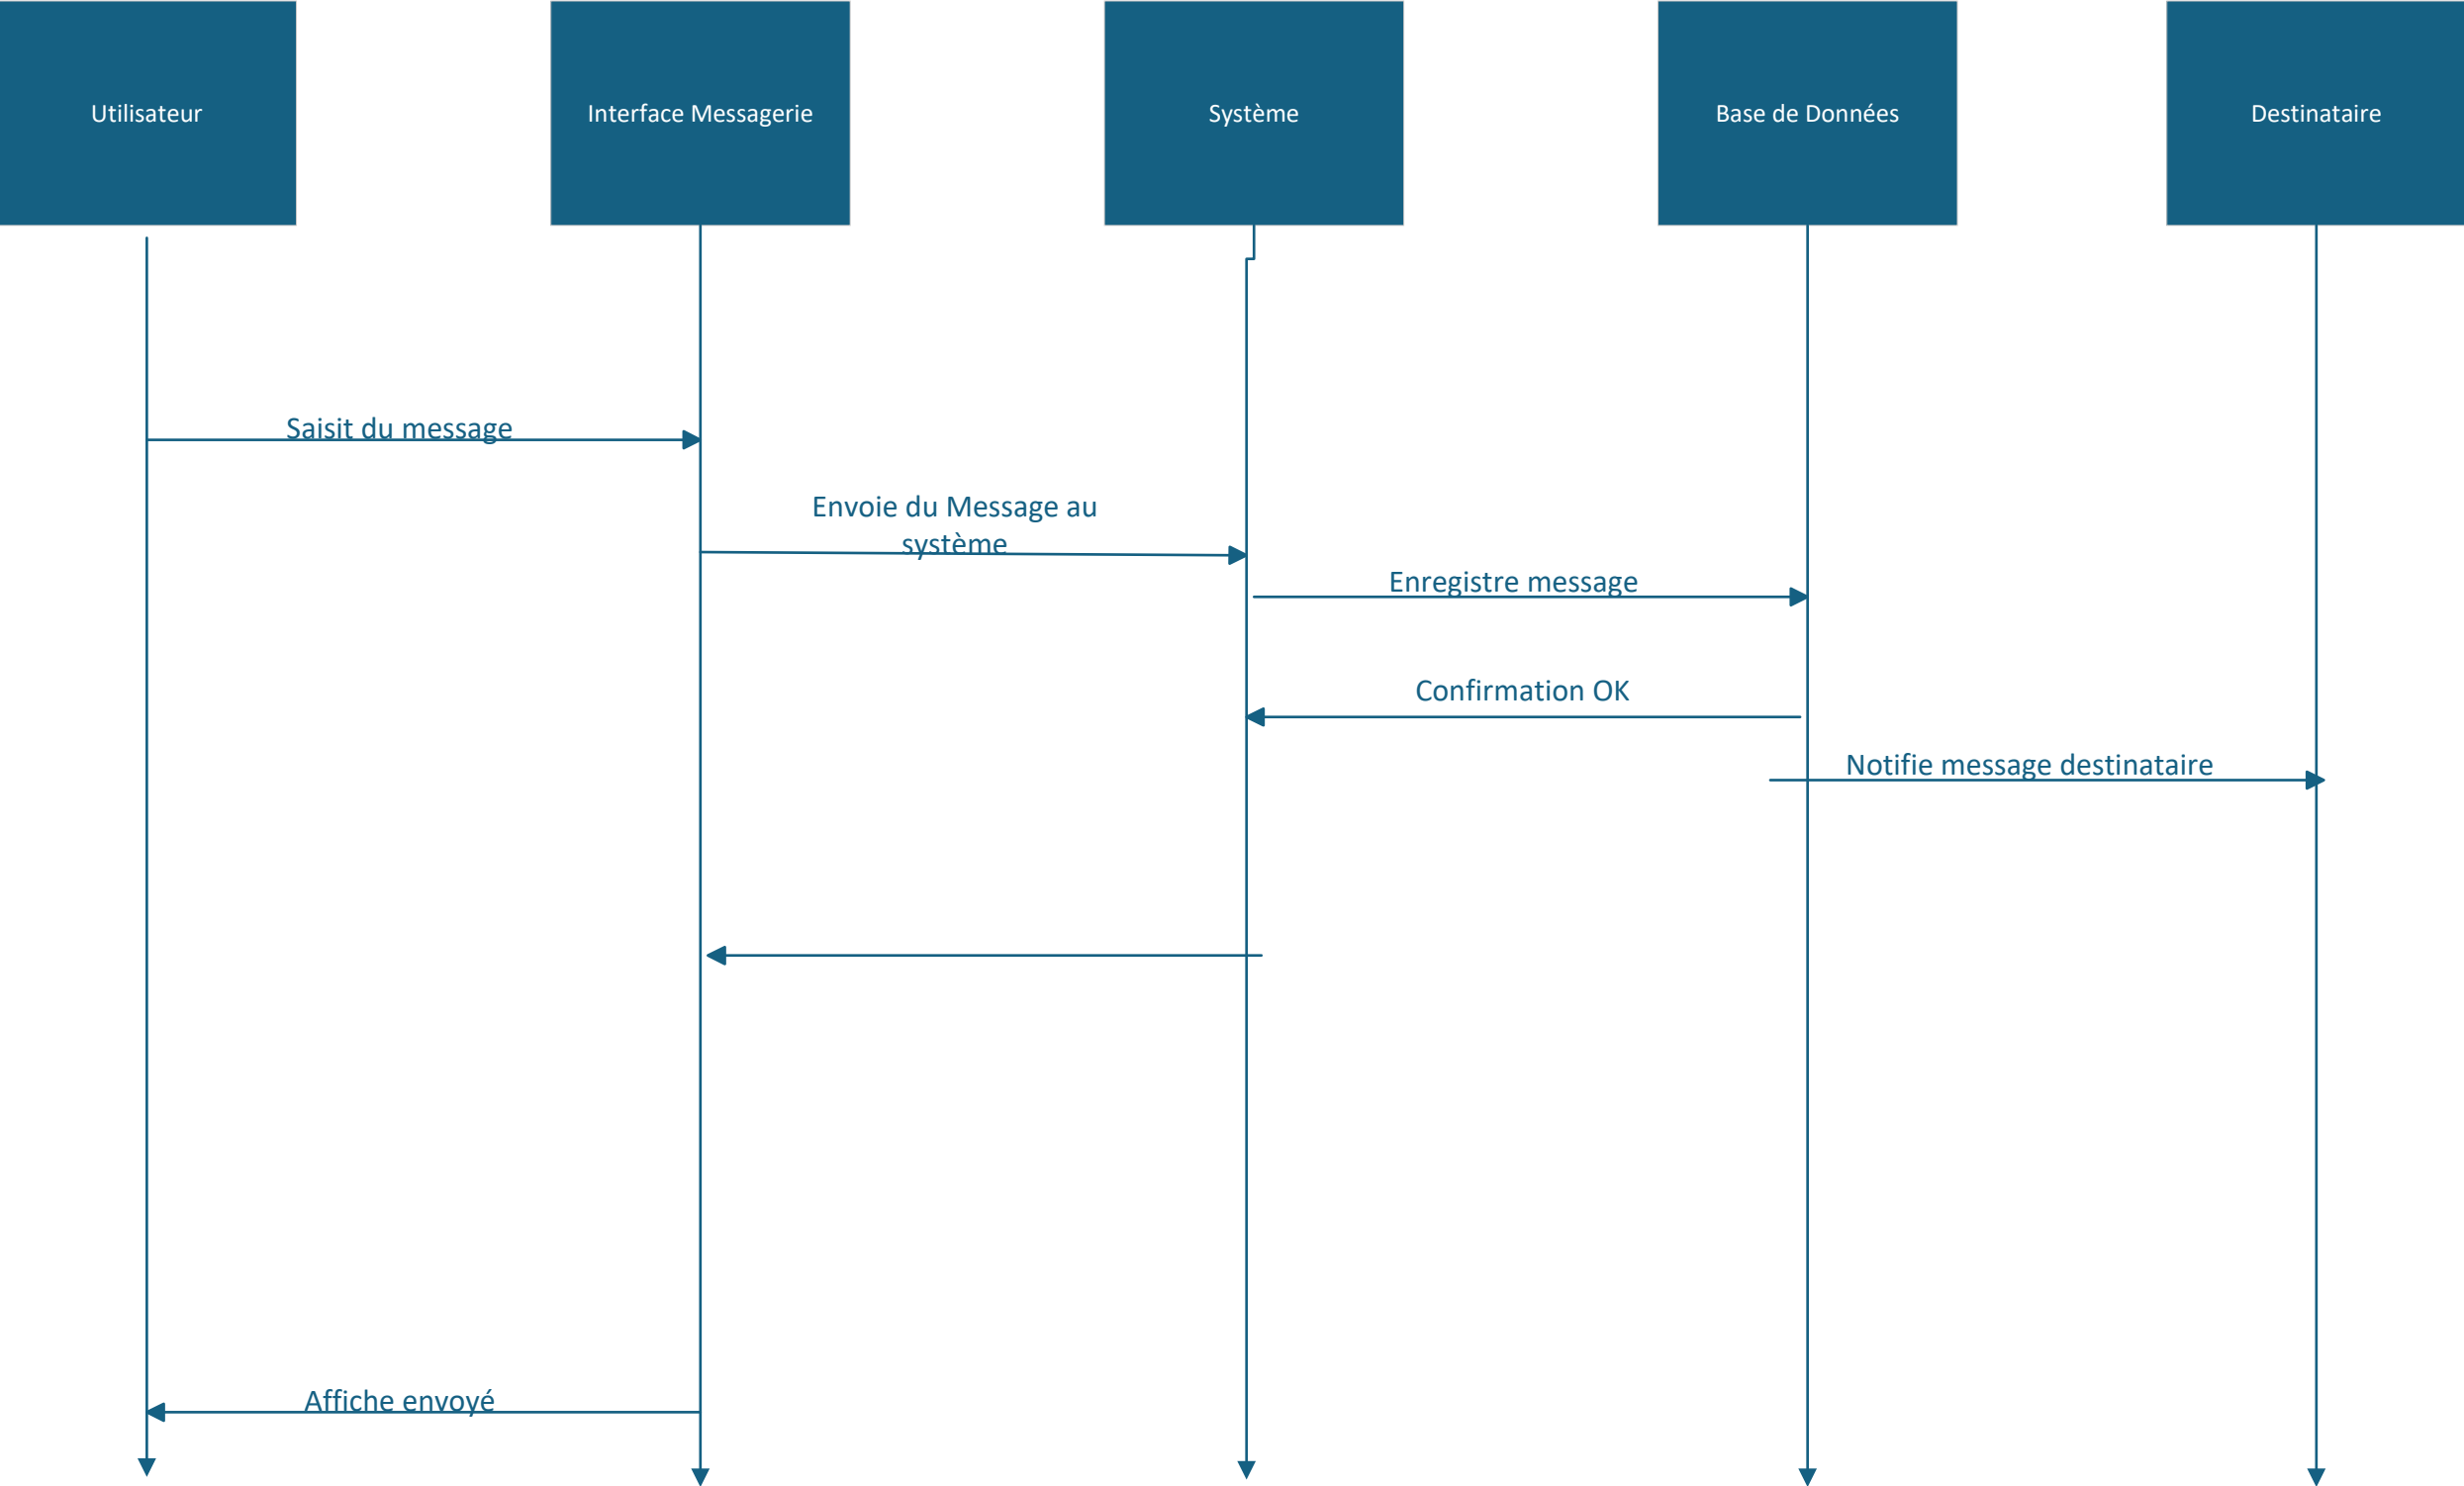 Utilisateur
Interface Messagerie
Système
Base de Données
Destinataire
Saisit du message
Envoie du Message au
système
Enregistre message
Confirmation OK
Notifie message destinataire
Affiche envoyé